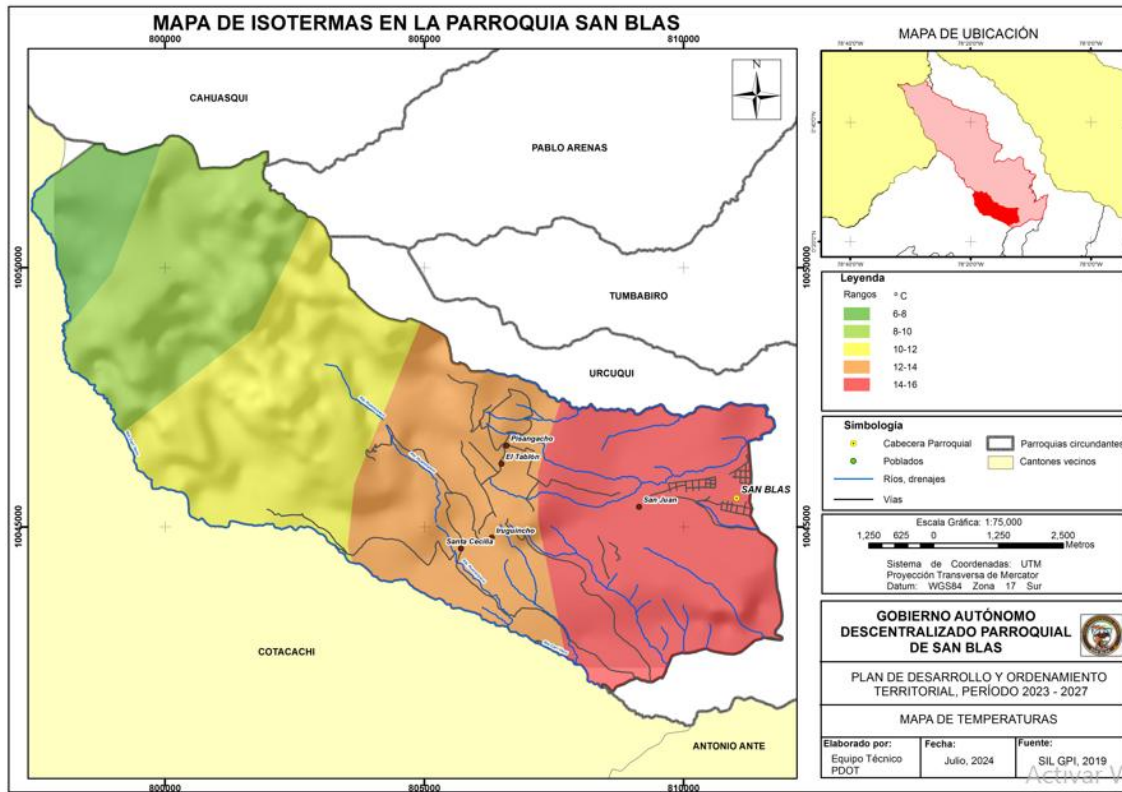 MAPA DE ISOTERMAS EN LA PARROQUIA SAN BLAS
800000
805000
810000
10050000
10045000
CAHUASQUI
PABLO ARENAS
TUMBABIRO
URCUQUI
COTACACHI
ANTONIO ANTE
N
Pisangacho
El Tablon
San Juan
SAN BLAS
Iruguincho
Santa Cecilia
10050000
10045000
800000
805000
810000
MAPA DE UBICACIÓN
Leyenda
Rangos ° C
6-8
8-10
10-12
12-14
14-16
Simbología
Cabecera Parroquial
Parroquias circundantes
Poblados
Cantones vecinos
Ríos, drenajes
Vías
Escala Gráfica: 1:75,000
1,250 625 0 1,250 2,500
Metros
Sistema de Coordenadas: UTM
Proyección Transversa de Mercator
Datum: WGS84 Zona 17 Sur
GOBIERNO AUTÓNOMO
DESCENTRALIZADO PARROQUIAL
DE SAN BLAS
PLAN DE DESARROLLO Y ORDENAMIENTO
TERRITORIAL, PERÍODO 2023 - 2027
MAPA DE TEMPERATURAS
Elaborado por:
Equipo Técnico
PDOT
Fecha:
Julio, 2024
Fuente:
SIL GPI, 2019
Activar